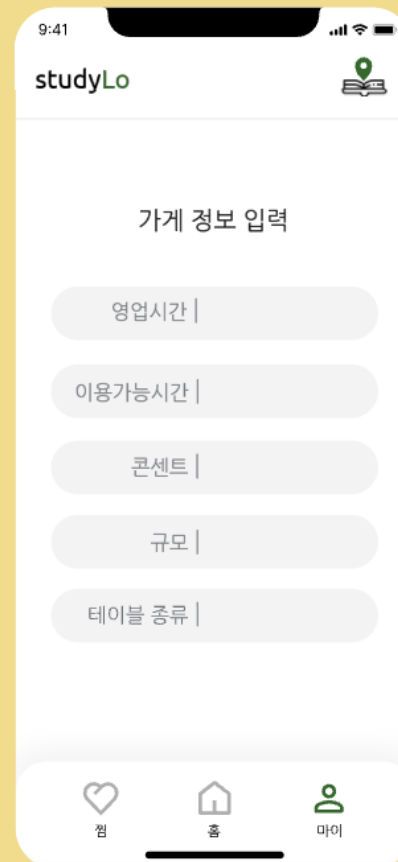 9:41
studyLo
가게 정보 입력
영업시간 |
이용가능시간 |
콘센트 |
규모 |
테이블 종류 |
찜
홈
마이